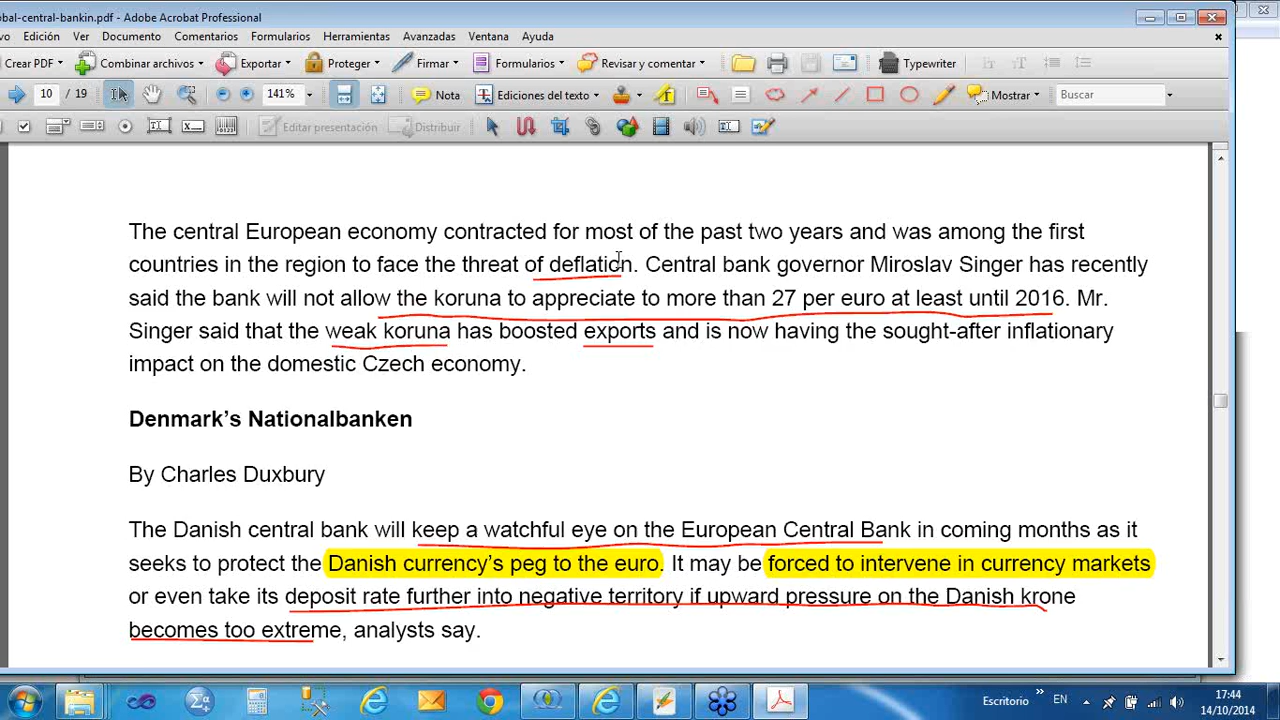 bal-central-bankin.pdf - Adobe Acrobat Professional
vo Edición Ver Documento Comentarios Formularios Herramientas Avanzadas Ventana Ayuda
Crear PDF Combinar archivos Exportar Proteger Firmar Formularios Revisar y comentar Typewriter
10 / 19 141% Nota Ediciones del texto Mostrar Buscar
Editar presentación Distribuir
The central European economy contracted for most of the past two years and was among the first
countries in the region to face the threat of deflation. Central bank governor Miroslav Singer has recently
said the bank will not allow the koruna to appreciate to more than 27 per euro at least until 2016. Mr.
Singer said that the weak koruna has boosted exports and is now having the sought-after inflationary
impact on the domestic Czech economy.
Denmark’s Nationalbanken
By Charles Duxbury
The Danish central bank will keep a watchful eye on the European Central Bank in coming months as it
seeks to protect the Danish currency’s peg to the euro. It may be forced to intervene in currency markets
or even take its deposit rate further into negative territory if upward pressure on the Danish krone
becomes too extreme, analysts say.
Escritorio » EN 17:44
14/10/2014